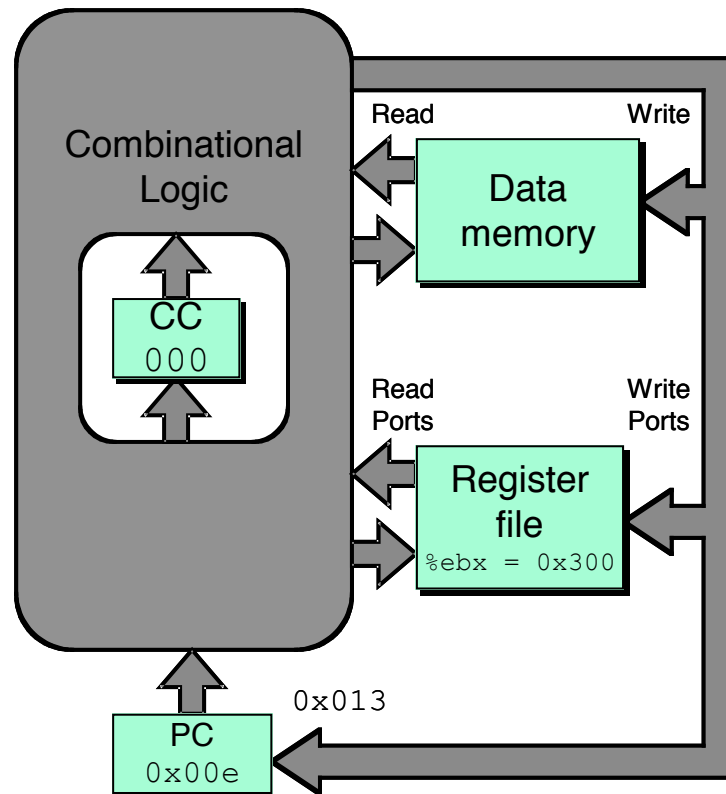 Combinational
Logic
CC
000
Read
Write
Data
memory
Read
Ports
Write
Ports
Register
file
%ebx = 0x300
0x013
PC
0x00e